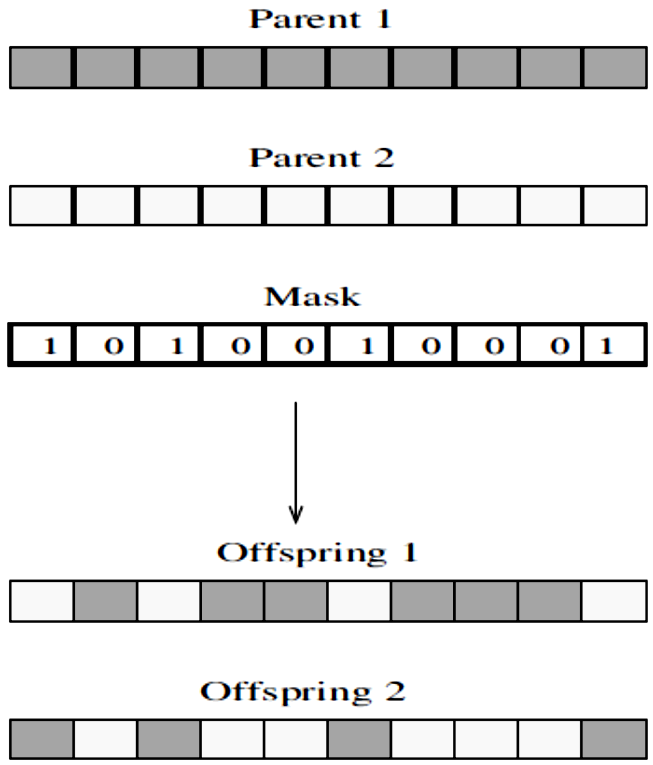 Parent 1
Parent 2
Mask
1 0 1 0 0 1 0 0 0 1
Offspring 1
Offspring 2